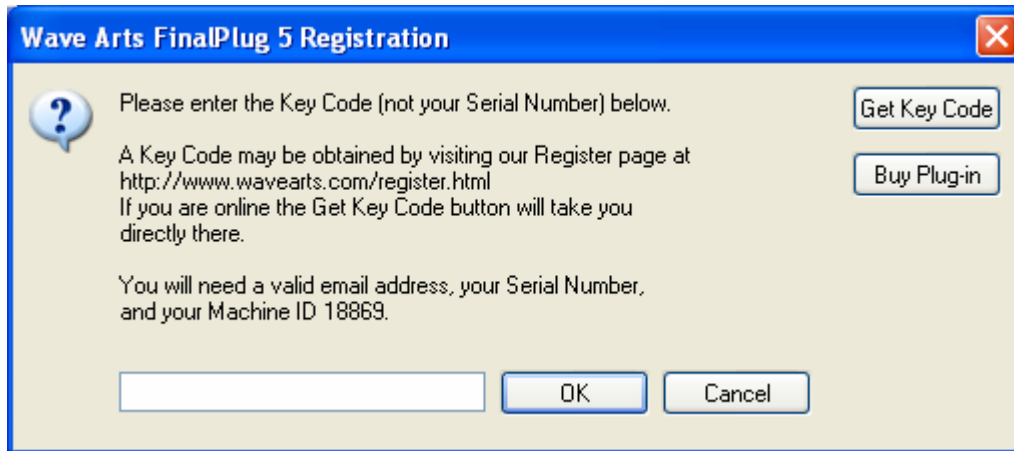 Wave Arts FinalPlug 5 Registration
Please enter the Key Code (not your Serial Number) below.
Get Key Code
A Key Code may be obtained by visiting our Register page at
http://www.wavearts.com/register.html
Buy Plug-in
If you are online the Get Key Code button will take you
directly there.
You will need a valid email address, your Serial Number,
and your Machine ID 18869.
OK
Cancel